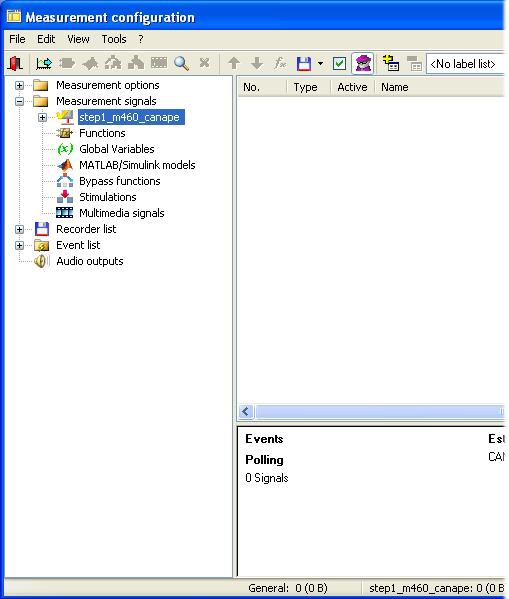 Measurement configuration
File Edit View Tools ?
<No label list>
Measurement options
Measurement signals
step1_m460_canape
Functions
(x) Global Variables
MATLAB/Simulink models
Bypass functions
Stimulations
Multimedia signals
Recorder list
Event list
Audio outputs
No. Type Active Name
Events Est
Polling CAN
0 Signals
General: 0 (0 B) step1_m460_canape: 0 (0 B